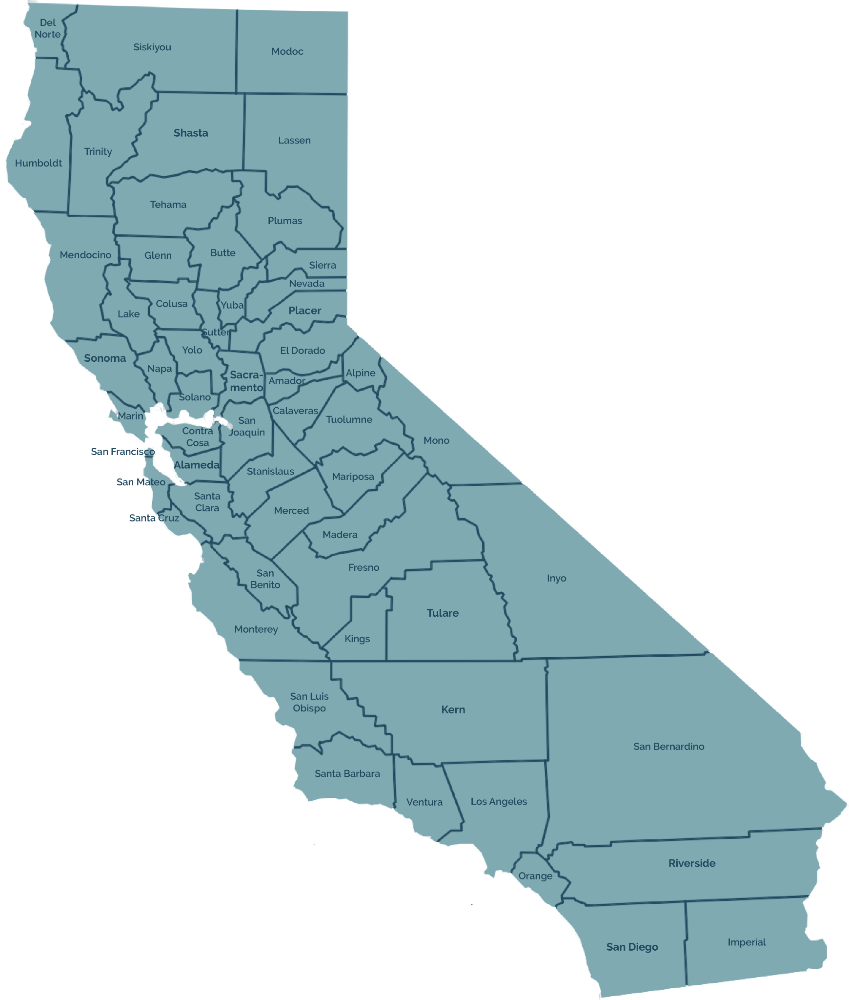 Del
Norte
Siskiyou
Modoc
Shasta
Lassen
Trinity
Humboldt
Tehama
Plumas
Mendocino
Glenn
Butte
Sierra
Nevada
Colusa
Yuba
Placer
Lake
Sutter
Sonoma
Yolo
El Dorado
Napa
Sacra-
mento
Amador
Alpine
Solano
Marin
Calaveras
Tuolumne
San
Joaquin
Contra
Cosa
Mono
San Francisco
Alameda
Stanislaus
Mariposa
San Mateo
Santa
Clara
Merced
Santa Cruz
Madera
Fresno
San
Benito
Inyo
Tulare
Monterey
Kings
San Luis
Obispo
Kern
San Bernardino
Santa Barbara
Ventura
Los Angeles
Riverside
Orange
San Diego
Imperial